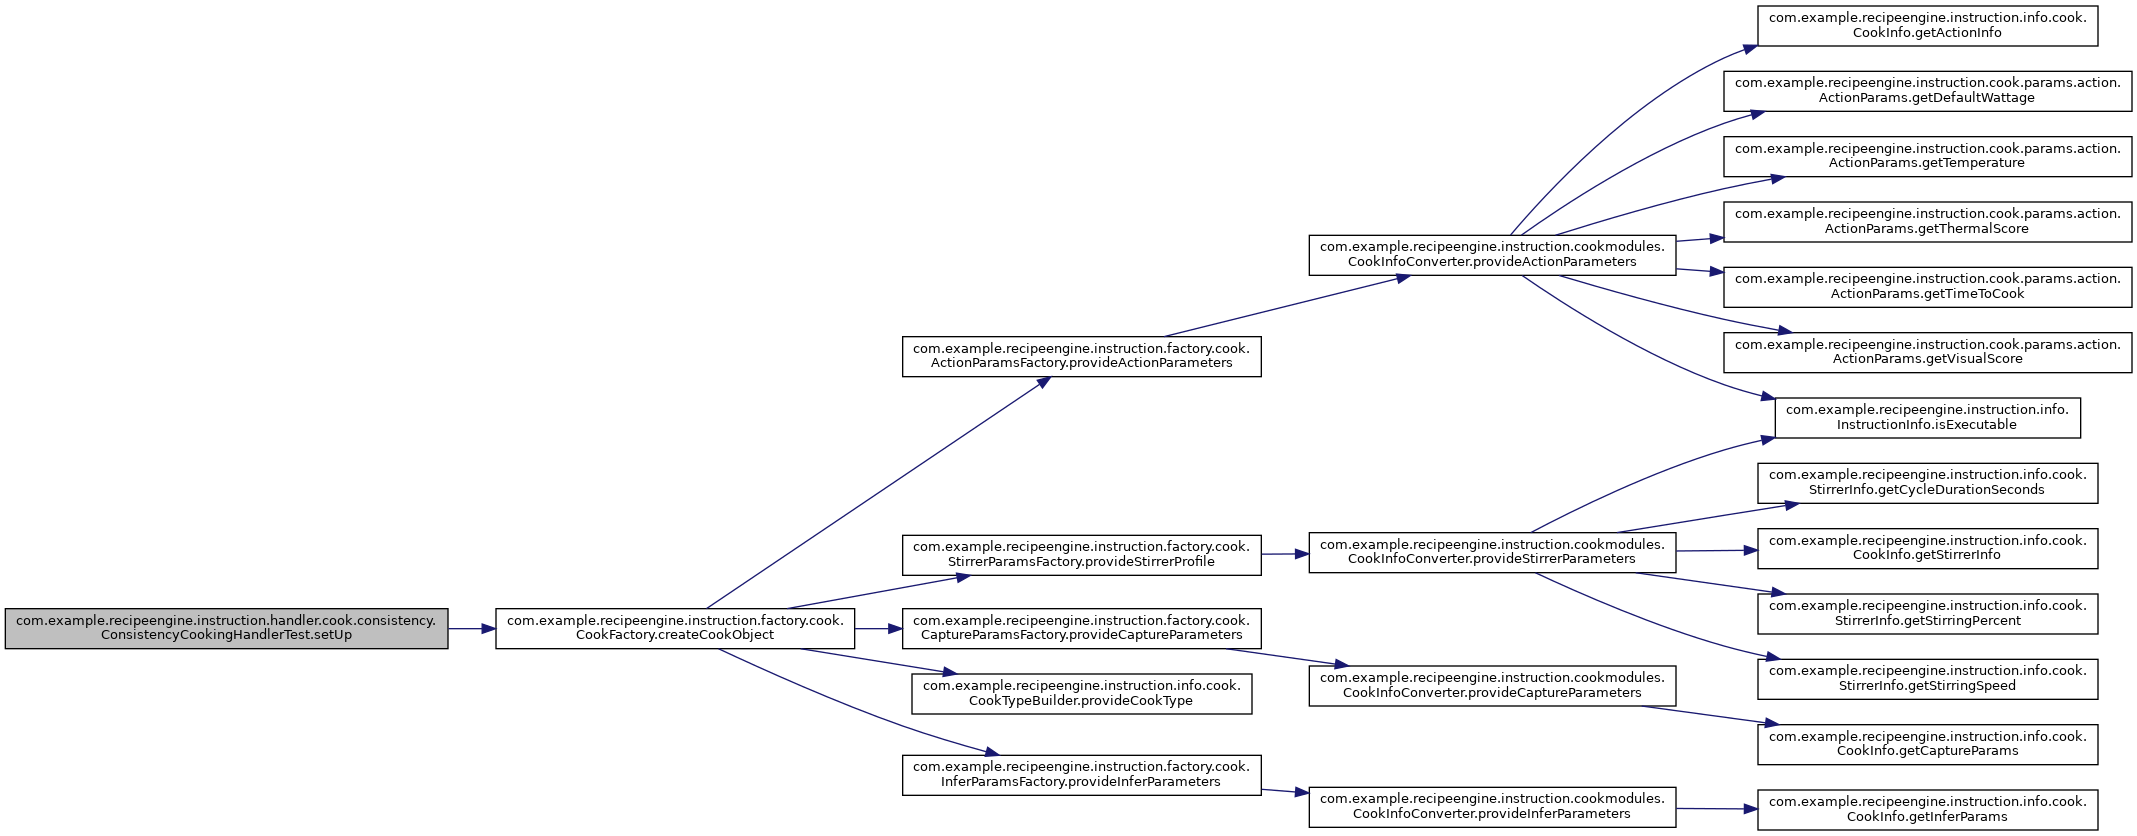 com.example.recipeengine.instruction.handler.cook.consistency.
ConsistencyCookingHandlerTest.setUp
com.example.recipeengine.instruction.factory.cook.
CookFactory.createCookObject
com.example.recipeengine.instruction.factory.cook.
ActionParamsFactory.provideActionParameters
com.example.recipeengine.instruction.factory.cook.
StirrerParamsFactory.provideStirrerProfile
com.example.recipeengine.instruction.factory.cook.
CaptureParamsFactory.provideCaptureParameters
com.example.recipeengine.instruction.info.cook.
CookTypeBuilder.provideCookType
com.example.recipeengine.instruction.factory.cook.
InferParamsFactory.provideInferParameters
com.example.recipeengine.instruction.cookmodules.
CookInfoConverter.provideActionParameters
com.example.recipeengine.instruction.cookmodules.
CookInfoConverter.provideStirrerParameters
com.example.recipeengine.instruction.cookmodules.
CookInfoConverter.provideCaptureParameters
com.example.recipeengine.instruction.cookmodules.
CookInfoConverter.provideInferParameters
com.example.recipeengine.instruction.info.cook.
CookInfo.getActionInfo
com.example.recipeengine.instruction.cook.params.action.
ActionParams.getDefaultWattage
com.example.recipeengine.instruction.cook.params.action.
ActionParams.getTemperature
com.example.recipeengine.instruction.cook.params.action.
ActionParams.getThermalScore
com.example.recipeengine.instruction.cook.params.action.
ActionParams.getTimeToCook
com.example.recipeengine.instruction.cook.params.action.
ActionParams.getVisualScore
com.example.recipeengine.instruction.info.
InstructionInfo.isExecutable
com.example.recipeengine.instruction.info.cook.
StirrerInfo.getCycleDurationSeconds
com.example.recipeengine.instruction.info.cook.
CookInfo.getStirrerInfo
com.example.recipeengine.instruction.info.cook.
StirrerInfo.getStirringPercent
com.example.recipeengine.instruction.info.cook.
StirrerInfo.getStirringSpeed
com.example.recipeengine.instruction.info.cook.
CookInfo.getCaptureParams
com.example.recipeengine.instruction.info.cook.
CookInfo.getInferParams